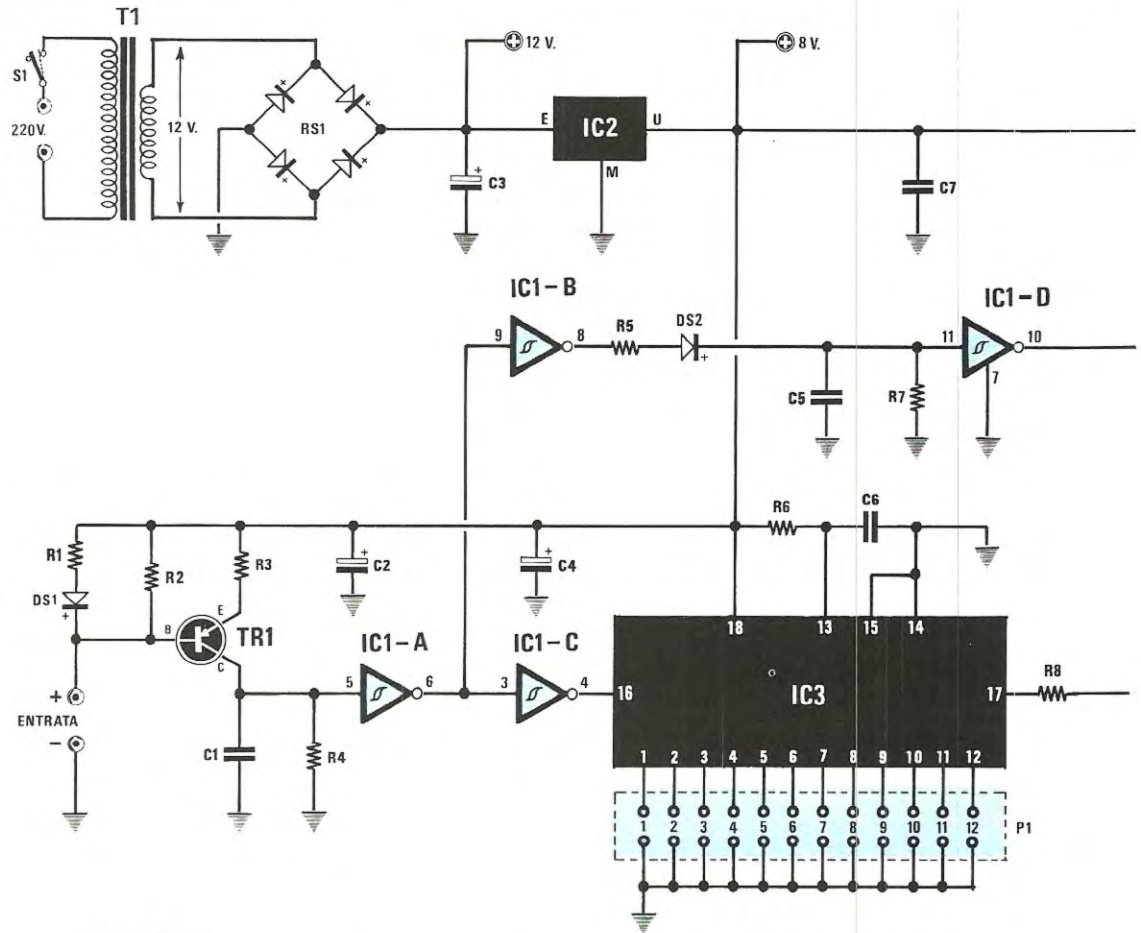 T1
S1
220V.
12 V.
RS1
12 V.
8 V.
E
IC2
U
M
+
C3
C7
IC1-B
9
8
R5
DS2
+
C5
R7
IC1-D
11
10
7
R1
DS1
+
R2
R3
E
B
TR1
C
+
C2
+
C4
R6
C6
IC1-A
5
6
IC1-C
3
4
+
ENTRATA
-
C1
R4
18
13
15
14
16
IC3
17
R8
1 2 3 4 5 6 7 8 9 10 11 12
1 2 3 4 5 6 7 8 9 10 11 12
P1